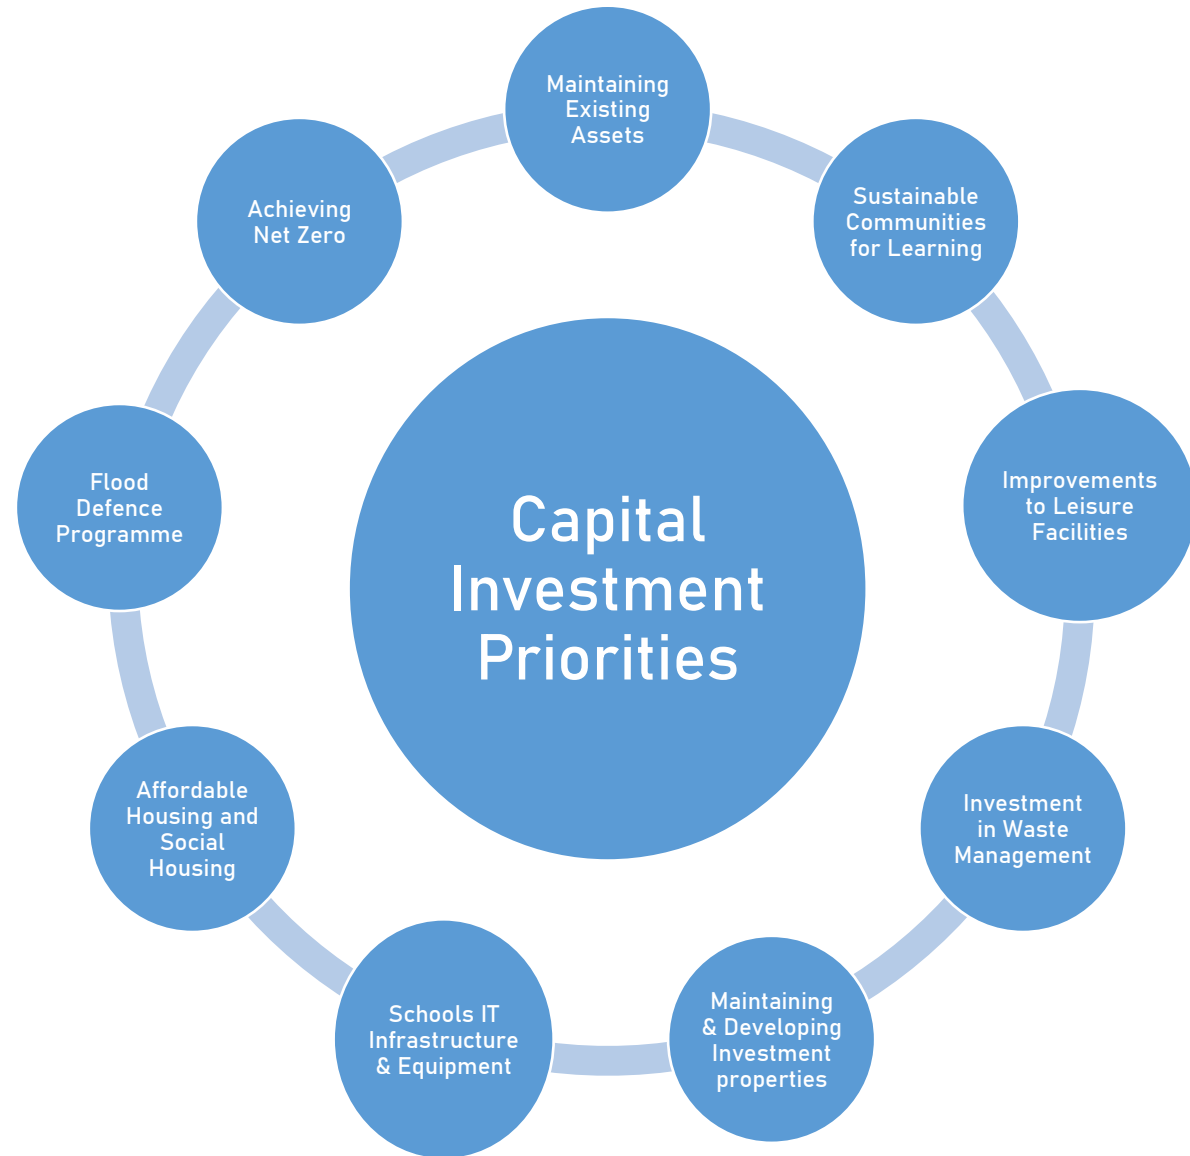 Maintaining
Existing
Assets
Sustainable
Communities
for Learning
Improvements
to Leisure
Facilities
Investment
in Waste
Management
Maintaining
& Developing
Investment
properties
Schools IT
Infrastructure
& Equipment
Affordable
Housing and
Social
Housing
Flood
Defence
Programme
Achieving
Net Zero
Capital
Investment
Priorities